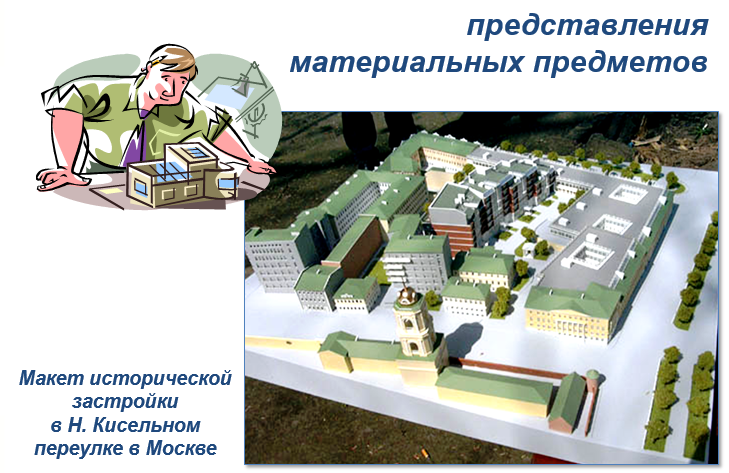 представления
материальных предметов
Макет исторической
застройки
в Н. Кисельном
переулке в Москве